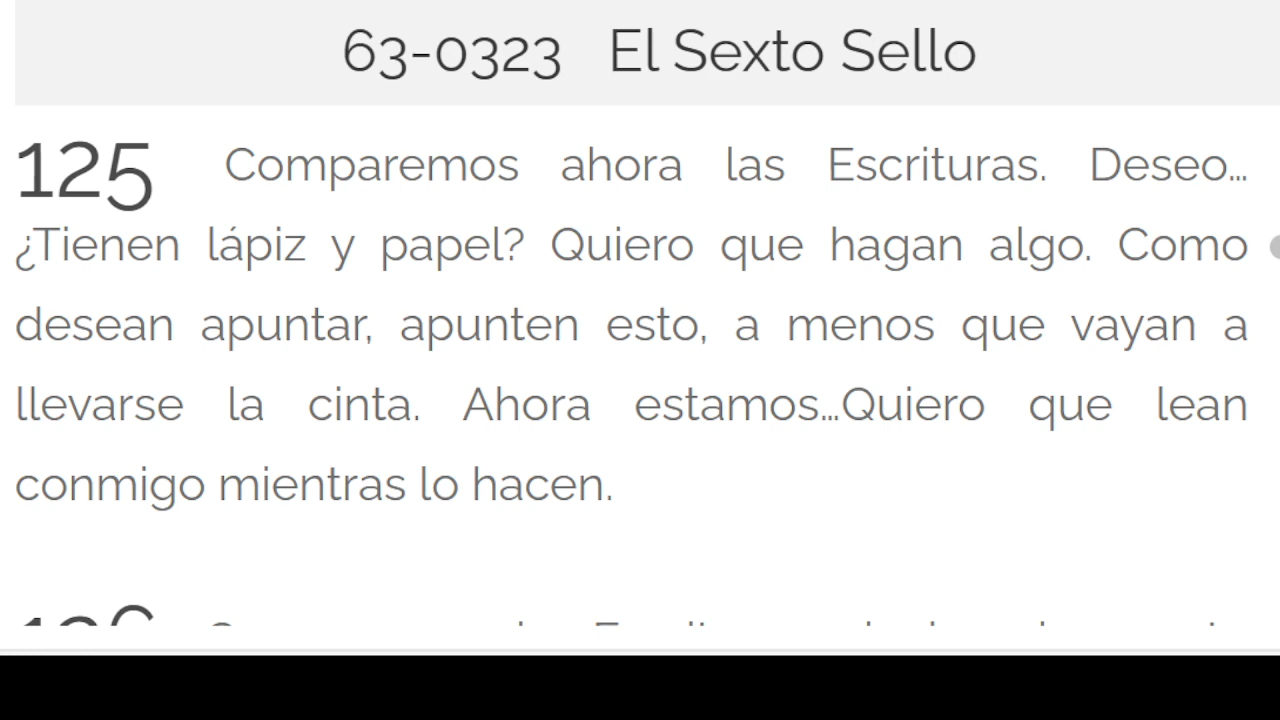 63-0323 El Sexto Sello
125 Comparemos ahora las Escrituras. Deseo…
¿Tienen lápiz y papel? Quiero que hagan algo. Como
desean apuntar, apunten esto, a menos que vayan a
llevarse la cinta. Ahora estamos…Quiero que lean
conmigo mientras lo hacen.